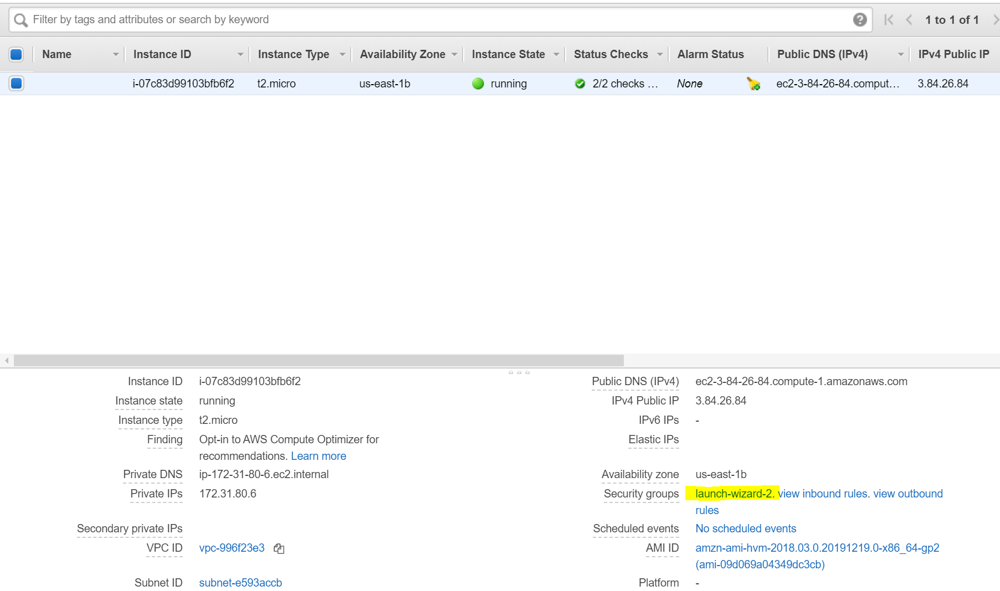 Filter by tags and attributes or search by keyword
1 to 1 of 1
Name Instance ID Instance Type Availability Zone Instance State Status Checks Alarm Status Public DNS (IPv4) IPv4 Public IP
i-07c83d99103bfb6f2 t2.micro us-east-1b running 2/2 checks … None ec2-3-84-26-84.comput… 3.84.26.84
Instance ID i-07c83d99103bfb6f2
Instance state running
Instance type t2.micro
Finding Opt-in to AWS Compute Optimizer for
recommendations. Learn more
Private DNS ip-172-31-80-6.ec2.internal
Private IPs 172.31.80.6
Secondary private IPs
VPC ID vpc-996f23e3
Subnet ID subnet-e593accb
Public DNS (IPv4) ec2-3-84-26-84.compute-1.amazonaws.com
IPv4 Public IP 3.84.26.84
IPv6 IPs -
Elastic IPs
Availability zone us-east-1b
Security groups launch-wizard-2. view inbound rules. view outbound
rules
Scheduled events No scheduled events
AMI ID amzn-ami-hvm-2018.03.0.20191219.0-x86_64-gp2
(ami-09d069a04349dc3cb)
Platform -